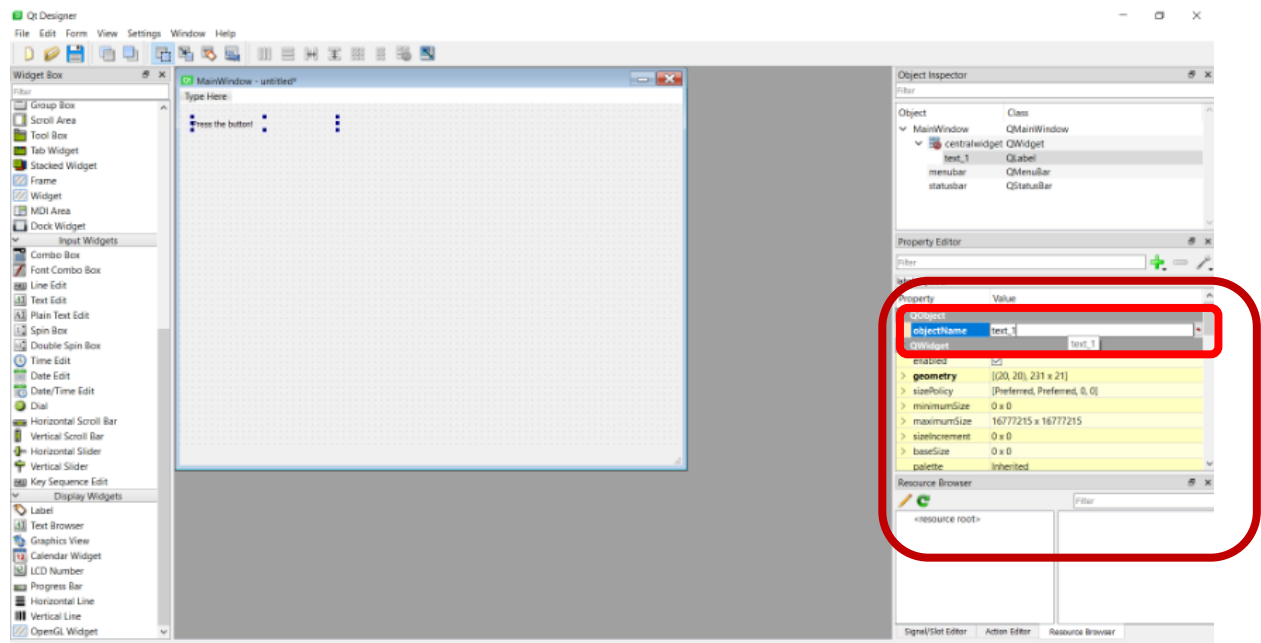 Qt Designer
File Edit Form View Settings Window Help
Widget Box
Filter
Group Box
Scroll Area
Tool Box
Tab Widget
Stacked Widget
Frame
Widget
MDI Area
Dock Widget
Input Widgets
Combo Box
Font Combo Box
Line Edit
Text Edit
Plain Text Edit
Spin Box
Double Spin Box
Time Edit
Date Edit
Date/Time Edit
Dial
Horizontal Scroll Bar
Vertical Scroll Bar
Horizontal Slider
Vertical Slider
Key Sequence Edit
Display Widgets
Label
Text Browser
Graphics View
Calendar Widget
LCD Number
Progress Bar
Horizontal Line
Vertical Line
OpenGL Widget
MainWindow - untitled*
Type Here
Press the button!
Object Inspector
Filter
Object Class
MainWindow QMainWindow
centralwidget QWidget
text_1 QLabel
menubar QMenuBar
statusbar QStatusBar
Property Editor
Filter
Property Value
QObject
objectName text_1
text_1
QWidget
enabled
geometry [(20, 20), 231 x 21]
sizePolicy [Preferred, Preferred, 0, 0]
minimumSize 0 x 0
maximumSize 16777215 x 16777215
sizeIncrement 0 x 0
baseSize 0 x 0
palette Inherited
Resource Browser
Filter
<resource root>
Signal/Slot Editor Action Editor Resource Browser